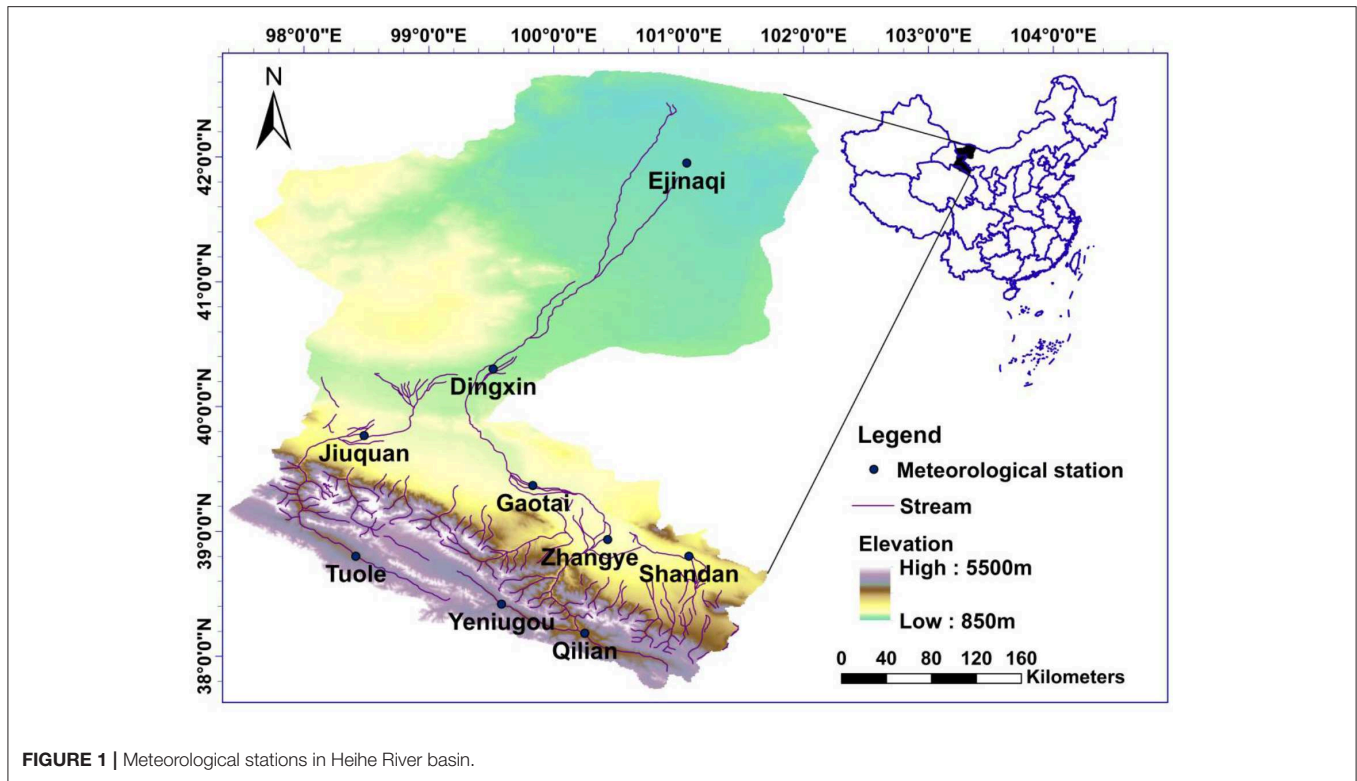 98°0'0"E 99°0'0"E 100°0'0"E 101°0'0"E 102°0'0"E 103°0'0"E 104°0'0"E
N
42°0'0"N
41°0'0"N
40°0'0"N
39°0'0"N
38°0'0"N
Ejinaqi
Dingxin
Jiuquan
Gaotai
Zhangye
Shandan
Tuole
Yeniugou
Qilian
Legend
Meteorological station
Stream
Elevation
High : 5500m
Low : 850m
0 40 80 120 160
Kilometers
FIGURE 1 | Meteorological stations in Heihe River basin.